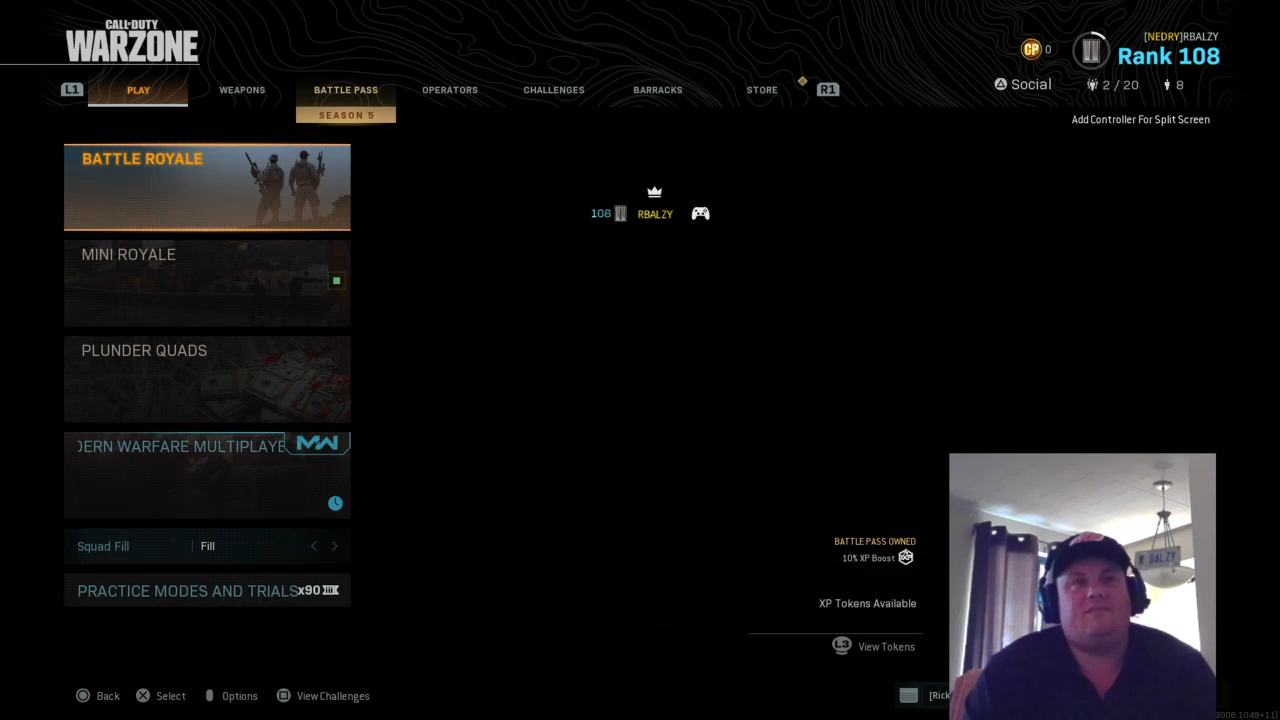 CALL OF DUTY
WARZONE
CP 0
[NEDRY]RBALZY
Rank 108
Social
2 / 20
8
L1
PLAY
WEAPONS
BATTLE PASS
OPERATORS
CHALLENGES
BARRACKS
STORE
R1
SEASON 5
Add Controller For Split Screen
BATTLE ROYALE
108 RBALZY
MINI ROYALE
PLUNDER QUADS
DERN WARFARE MULTIPLAYE
MW
Squad Fill
Fill
PRACTICE MODES AND TRIALS x90
BATTLE PASS OWNED
10% XP Boost
XP Tokens Available
L3 View Tokens
BALZY
Back
Select
Options
View Challenges
[Rick